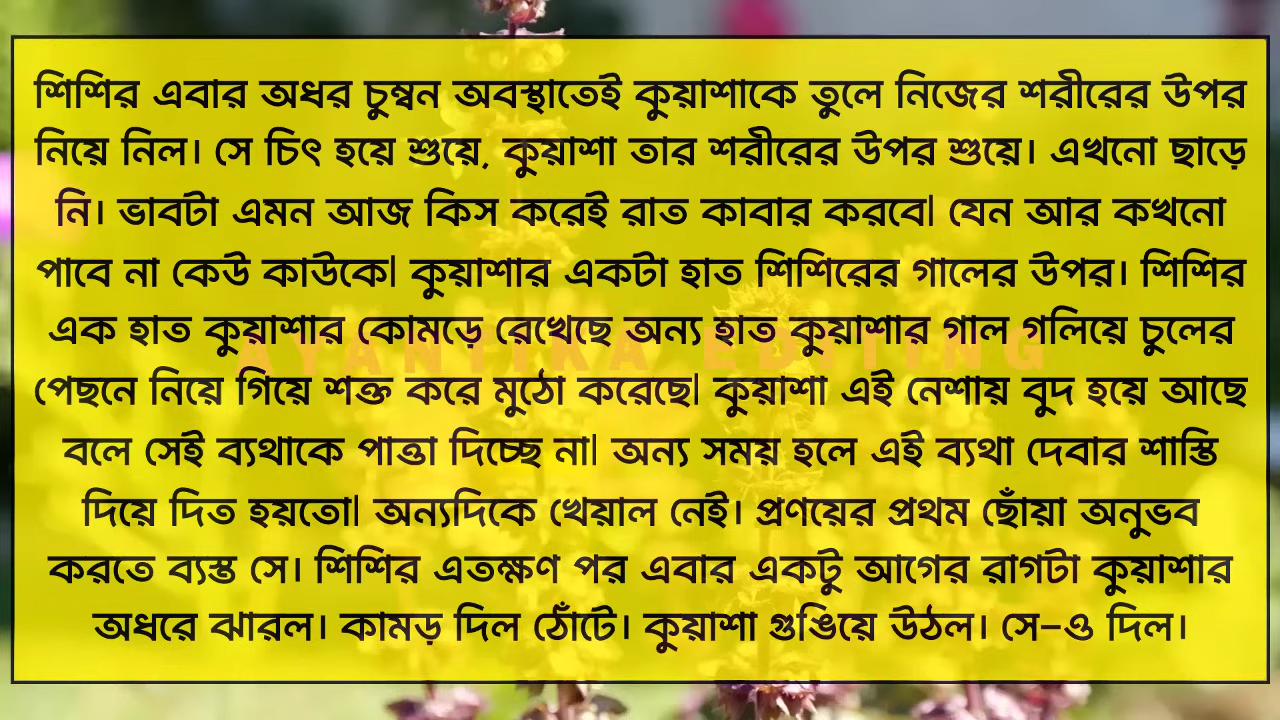 শিশির এবার অধর চুম্বন অবস্থাতেই কুয়াশাকে তুলে নিজের শরীরের উপর
নিয়ে নিল। সে চিৎ হয়ে শুয়ে, কুয়াশা তার শরীরের উপর শুয়ে। এখনো ছাড়ে
নি। ভাবটা এমন আজ কিস করেই রাত কাবার করবে| যেন আর কখনো
পাবে না কেউ কাউকে| কুয়াশার একটা হাত শিশিরের গালের উপর। শিশির
এক হাত কুয়াশার কোমড়ে রেখেছে অন্য হাত কুয়াশার গাল গলিয়ে চুলের
AYANTIKA EDITING
পেছনে নিয়ে গিয়ে শক্ত করে মুঠো করেছে| কুয়াশা এই নেশায় বুদ হয়ে আছে
বলে সেই ব্যথাকে পাত্তা দিচ্ছে না| অন্য সময় হলে এই ব্যথা দেবার শাস্তি
দিয়ে দিত হয়তো| অন্যদিকে খেয়াল নেই। প্রণয়ের প্রথম ছোঁয়া অনুভব
করতে ব্যস্ত সে। শিশির এতক্ষণ পর এবার একটু আগের রাগটা কুয়াশার
অধরে ঝারল। কামড় দিল ঠোঁটে। কুয়াশা গুঙিয়ে উঠল। সে-ও দিল।